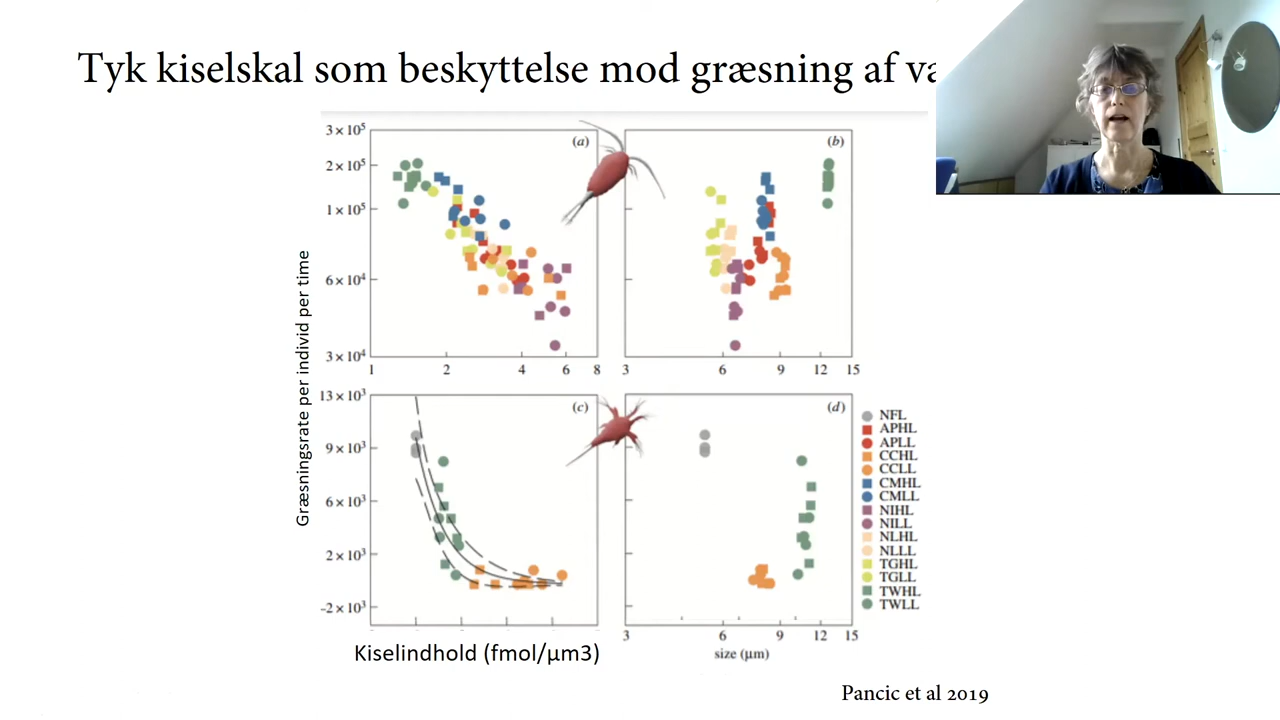 Tyk kiselskal som beskyttelse mod græsning af
Græsningsrate per individ per time
3 × 10⁵
2 × 10⁵
1 × 10⁵
6 × 10⁴
3 × 10⁴
(a)
1 2 4 6 8
(b)
3 6 9 12 15
13 × 10³
9 × 10³
6 × 10³
2 × 10³
-2 × 10³
(c)
Kiselindhold (fmol/µm3)
(d)
3 6 9 12 15
size (µm)
NFL
APHL
APLL
CCHL
CCLL
CMHL
CMLL
NIHL
NILL
NLHL
NLLL
TGHL
TGLL
TWHL
TWLL
Pancic et al 2019